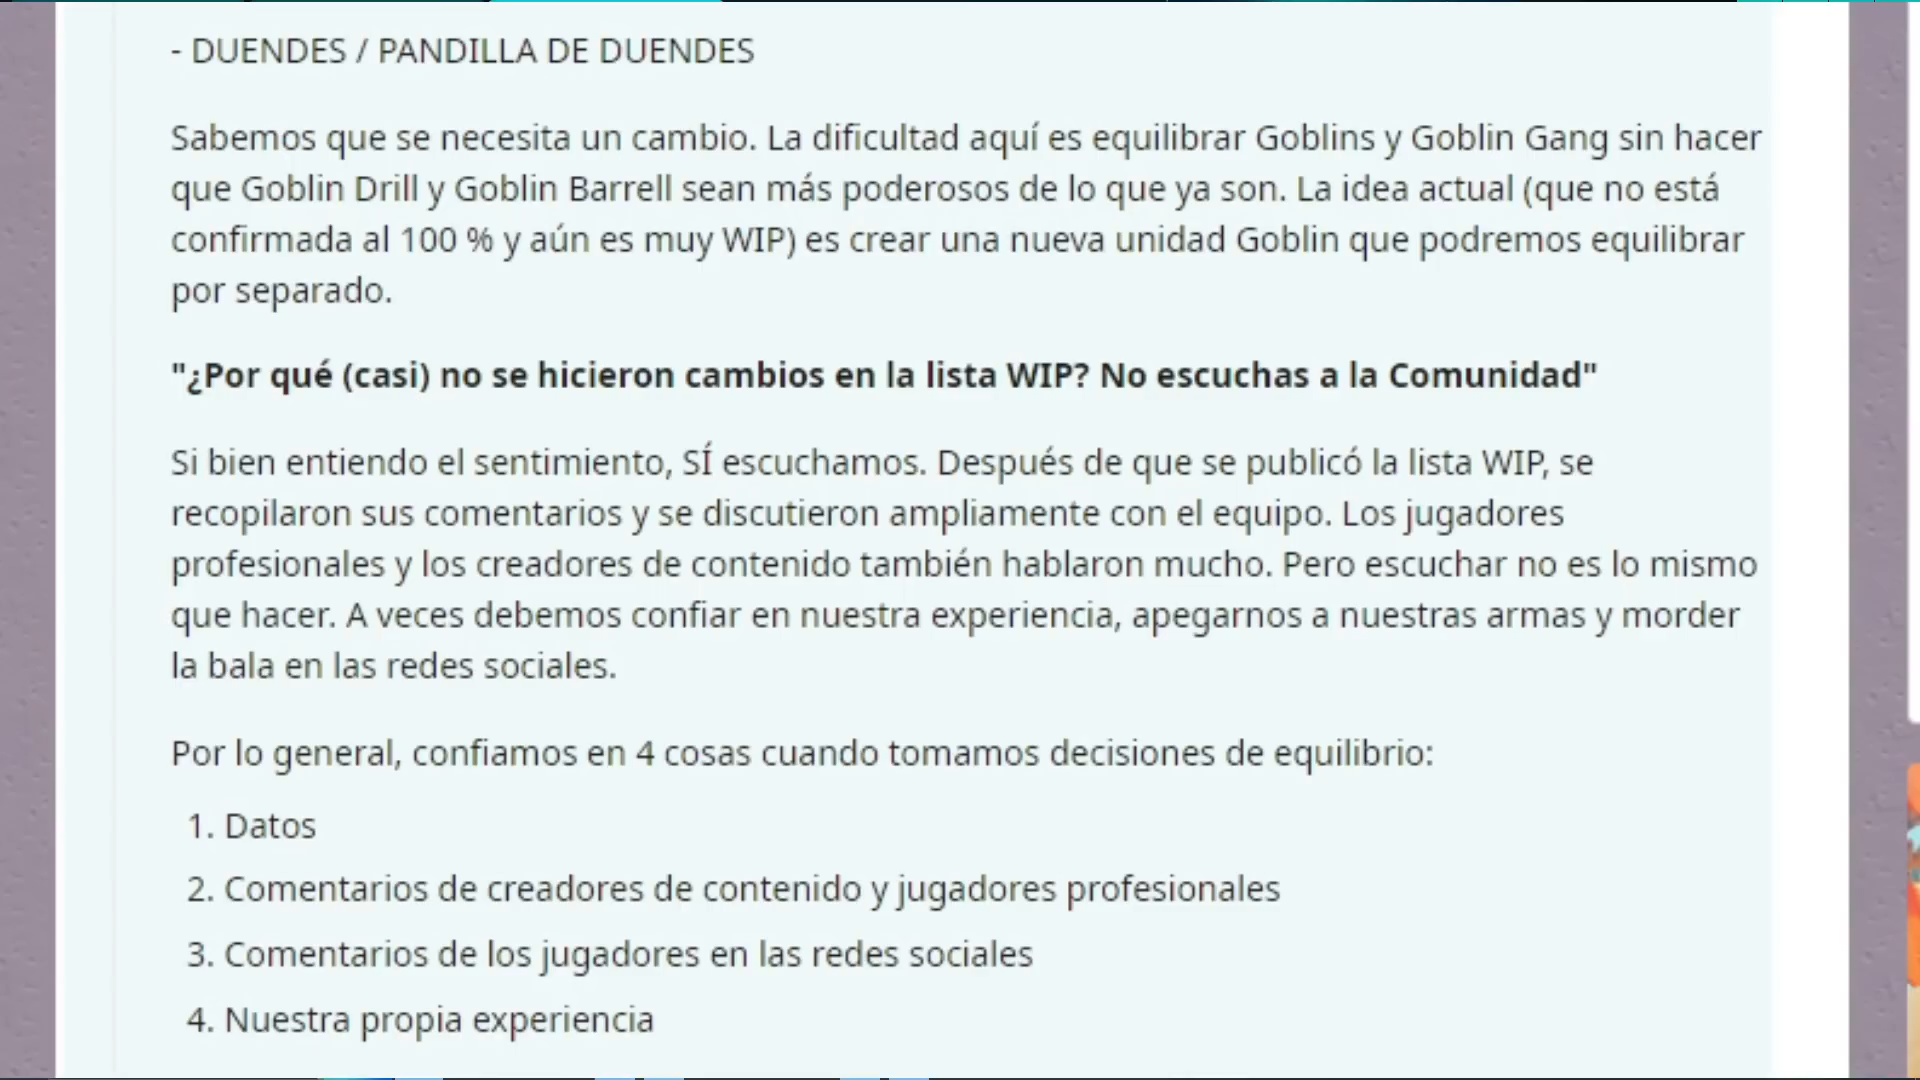 - DUENDES / PANDILLA DE DUENDES
Sabemos que se necesita un cambio. La dificultad aquí es equilibrar Goblins y Goblin Gang sin hacer
que Goblin Drill y Goblin Barrell sean más poderosos de lo que ya son. La idea actual (que no está
confirmada al 100 % y aún es muy WIP) es crear una nueva unidad Goblin que podremos equilibrar
por separado.
"¿Por qué (casi) no se hicieron cambios en la lista WIP? No escuchas a la Comunidad"
Si bien entiendo el sentimiento, SÍ escuchamos. Después de que se publicó la lista WIP, se
recopilaron sus comentarios y se discutieron ampliamente con el equipo. Los jugadores
profesionales y los creadores de contenido también hablaron mucho. Pero escuchar no es lo mismo
que hacer. A veces debemos confiar en nuestra experiencia, apegarnos a nuestras armas y morder
la bala en las redes sociales.
Por lo general, confiamos en 4 cosas cuando tomamos decisiones de equilibrio:
1. Datos
2. Comentarios de creadores de contenido y jugadores profesionales
3. Comentarios de los jugadores en las redes sociales
4. Nuestra propia experiencia